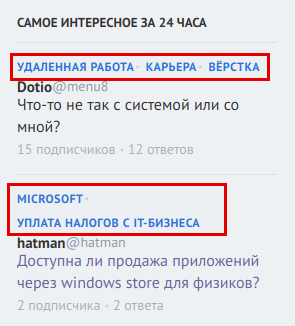 САМОЕ ИНТЕРЕСНОЕ ЗА 24 ЧАСА
УДАЛЕННАЯ РАБОТА • КАРЬЕРА • ВЁРСТКА
Dotio@menu8
Что-то не так с системой или со
мной?
15 подписчиков • 12 ответов
MICROSOFT •
УПЛАТА НАЛОГОВ С IT-БИЗНЕСА
hatman@hatman
Доступна ли продажа приложений
через windows store для физиков?
2 подписчика • 2 ответа